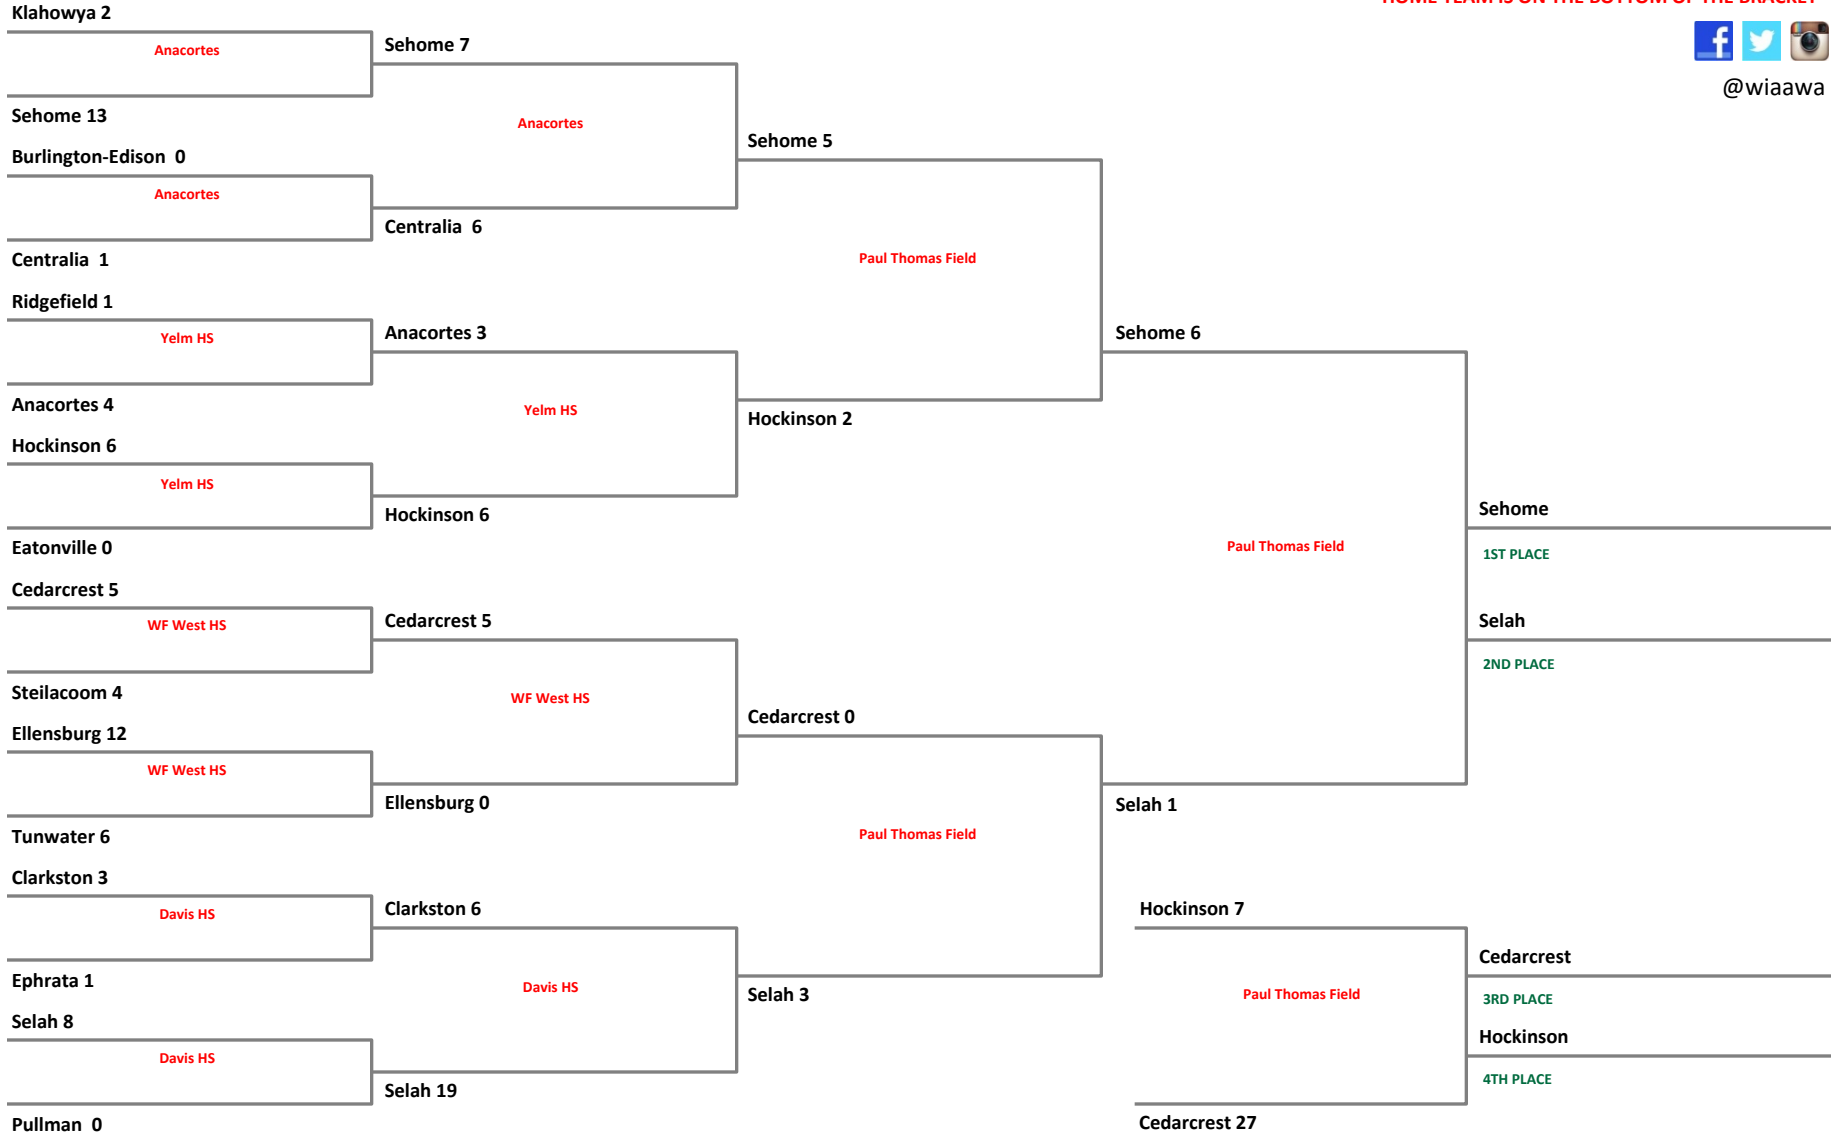 HOME TEAM IS ON THE BOTTOM OF THE BRACKET
@wiaawa
Klahowya 2
Anacortes
Sehome 13
Burlington-Edison 0
Anacortes
Centralia 1
Ridgefield 1
Yelm HS
Anacortes 4
Hockinson 6
Yelm HS
Eatonville 0
Cedarcrest 5
WF West HS
Steilacoom 4
Ellensburg 12
WF West HS
Tunwater 6
Clarkston 3
Davis HS
Ephrata 1
Selah 8
Davis HS
Pullman 0
Sehome 7
Anacortes
Centralia 6
Anacortes 3
Yelm HS
Hockinson 6
Cedarcrest 5
WF West HS
Ellensburg 0
Clarkston 6
Davis HS
Selah 19
Sehome 5
Paul Thomas Field
Hockinson 2
Cedarcrest 0
Paul Thomas Field
Selah 3
Sehome 6
Paul Thomas Field
Selah 1
Hockinson 7
Paul Thomas Field
Cedarcrest 27
Sehome
1ST PLACE
Selah
2ND PLACE
Cedarcrest
3RD PLACE
Hockinson
4TH PLACE